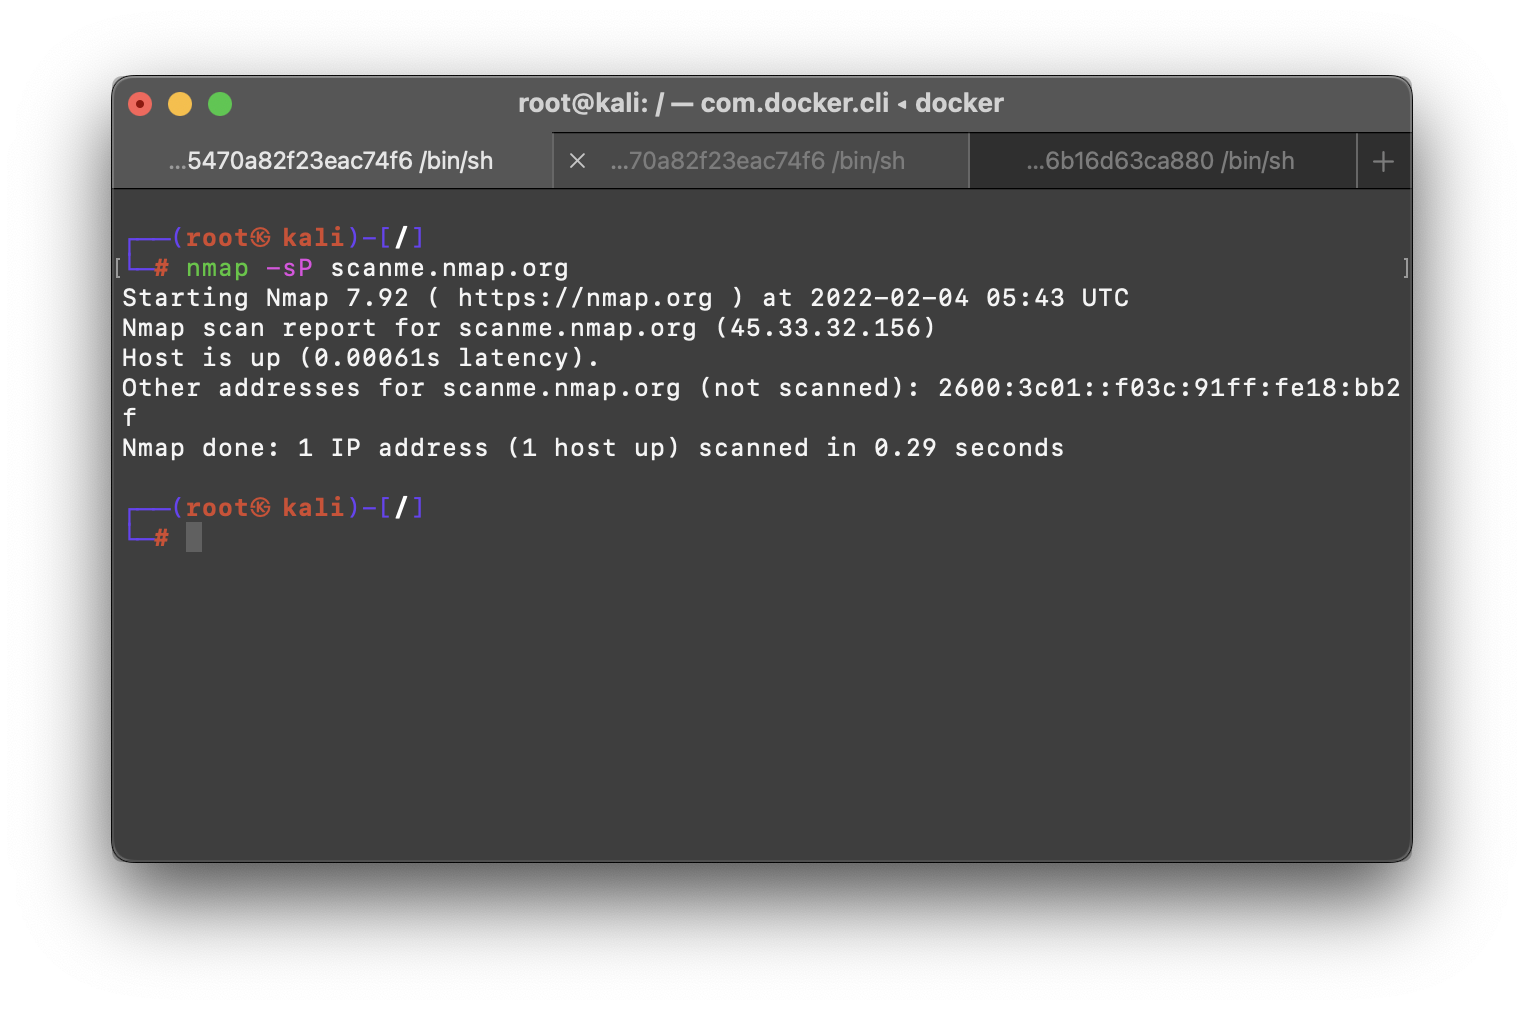 root@kali: / — com.docker.cli ◂ docker
...5470a82f23eac74f6 /bin/sh
...70a82f23eac74f6 /bin/sh
...6b16d63ca880 /bin/sh
┌──(root㉿kali)-[/]
└─# nmap -sP scanme.nmap.org
Starting Nmap 7.92 ( https://nmap.org ) at 2022-02-04 05:43 UTC
Nmap scan report for scanme.nmap.org (45.33.32.156)
Host is up (0.00061s latency).
Other addresses for scanme.nmap.org (not scanned): 2600:3c01::f03c:91ff:fe18:bb2
f
Nmap done: 1 IP address (1 host up) scanned in 0.29 seconds
┌──(root㉿kali)-[/]
└─#